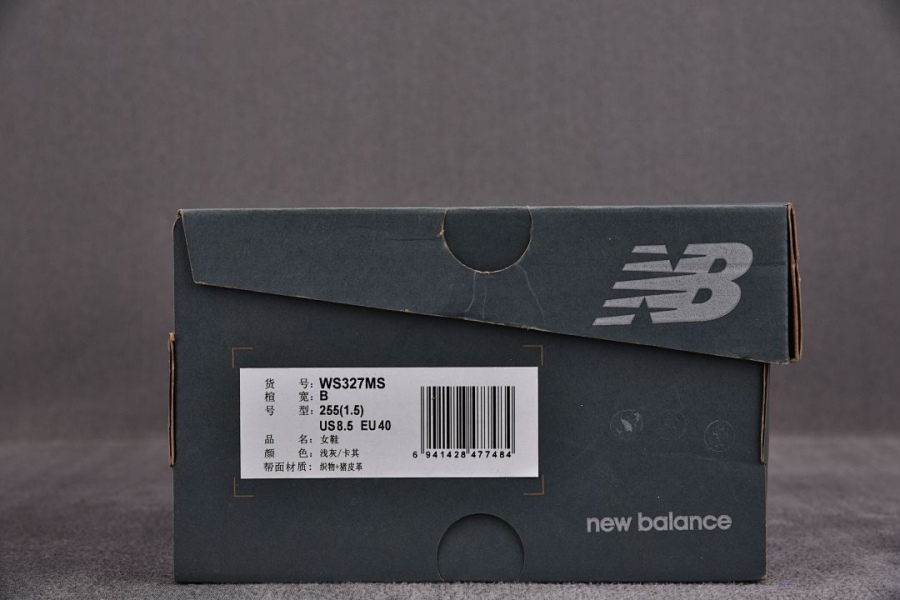 NB
货 号: WS327MS
楦 宽: B
号 型: 255(1.5)
US8.5 EU40
品 名: 女鞋
颜 色: 浅灰/卡其
帮面材质: 织物+猪皮革
6 941428 477484
new balance